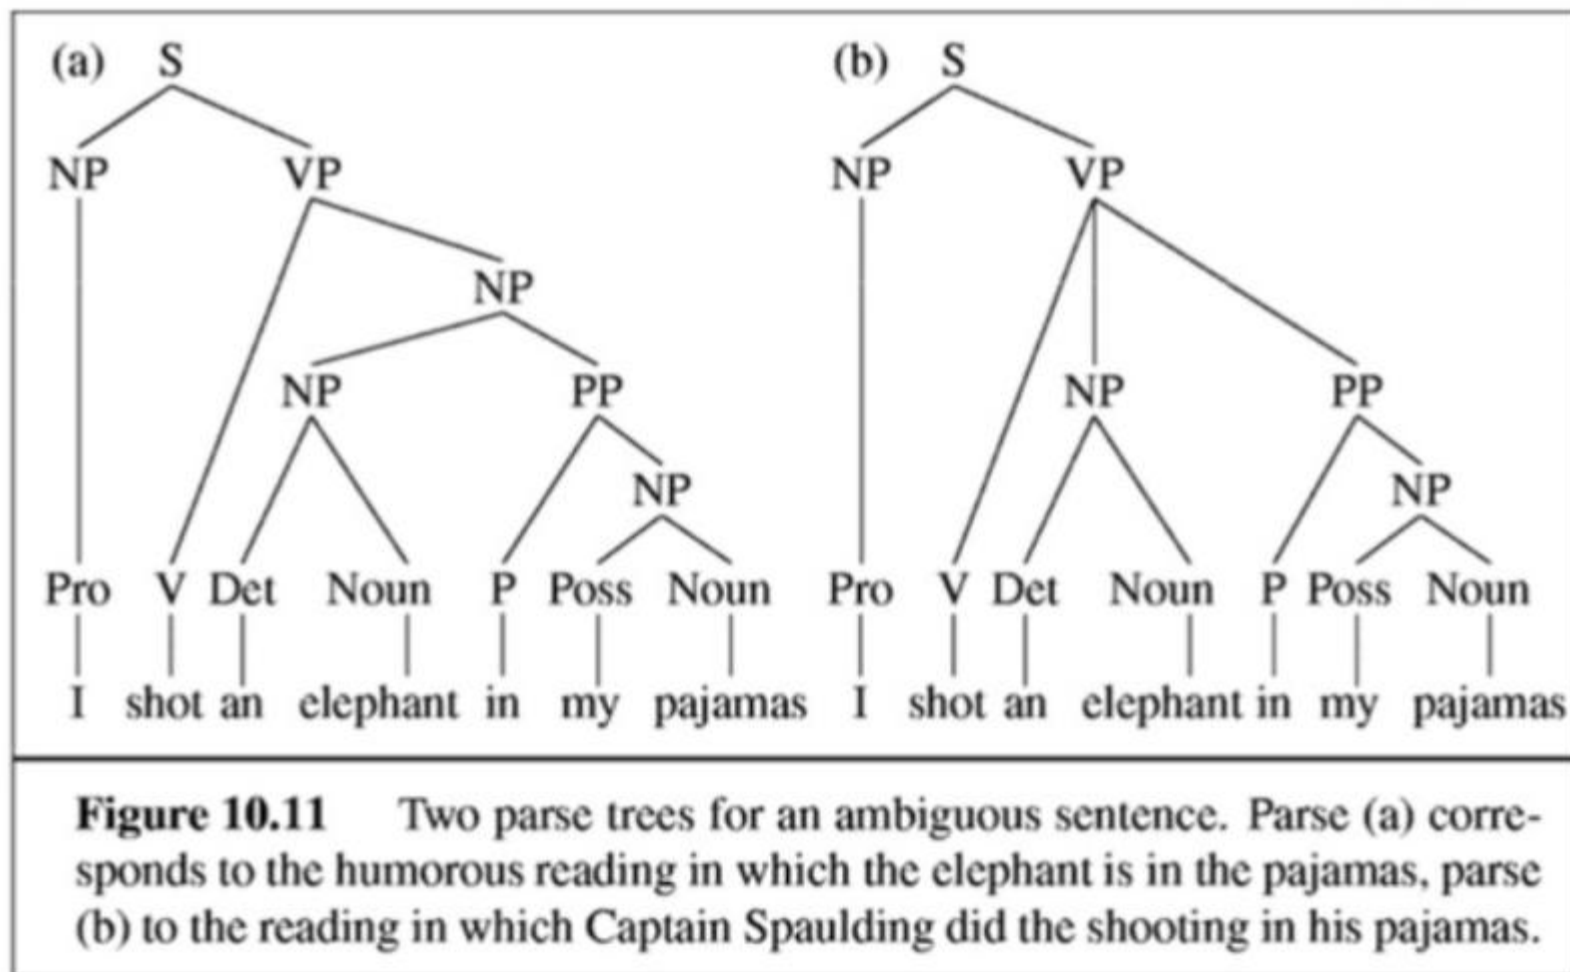 (a) S (b) S
NP VP NP VP
NP
NP PP NP PP
NP NP
Pro V Det Noun P Poss Noun Pro V Det Noun P Poss Noun
I shot an elephant in my pajamas I shot an elephant in my pajamas
Figure 10.11 Two parse trees for an ambiguous sentence. Parse (a) corre-
sponds to the humorous reading in which the elephant is in the pajamas, parse
(b) to the reading in which Captain Spaulding did the shooting in his pajamas.